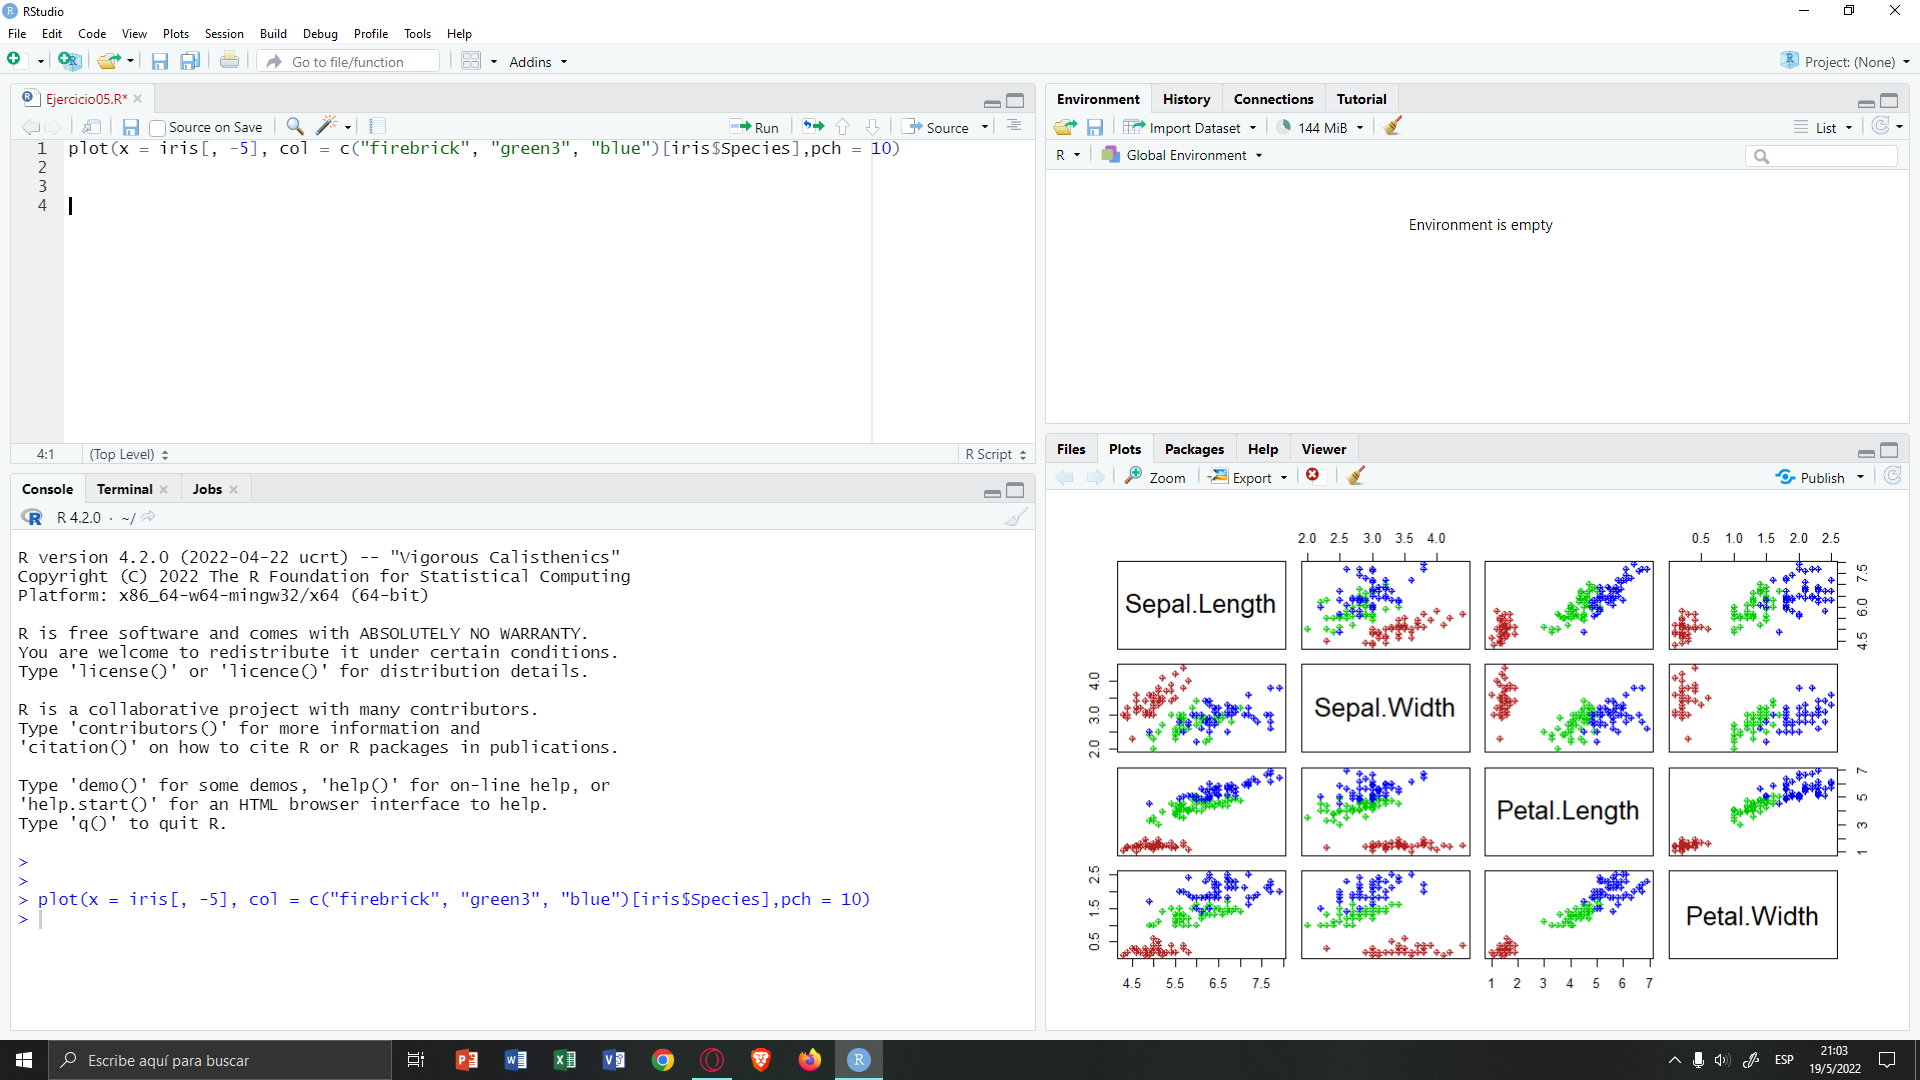 RStudio
File Edit Code View Plots Session Build Debug Profile Tools Help
Go to file/function Addins Project: (None)
Ejercicio05.R*
Source on Save Run Source
1 plot(x = iris[, -5], col = c("firebrick", "green3", "blue")[iris$Species],pch = 10)
2
3
4
4:1 (Top Level) R Script
Console Terminal Jobs
R 4.2.0 · ~/
R version 4.2.0 (2022-04-22 ucrt) -- "Vigorous Calisthenics"
Copyright (C) 2022 The R Foundation for Statistical Computing
Platform: x86_64-w64-mingw32/x64 (64-bit)
R is free software and comes with ABSOLUTELY NO WARRANTY.
You are welcome to redistribute it under certain conditions.
Type 'license()' or 'licence()' for distribution details.
R is a collaborative project with many contributors.
Type 'contributors()' for more information and
'citation()' on how to cite R or R packages in publications.
Type 'demo()' for some demos, 'help()' for on-line help, or
'help.start()' for an HTML browser interface to help.
Type 'q()' to quit R.
>
>
> plot(x = iris[, -5], col = c("firebrick", "green3", "blue")[iris$Species],pch = 10)
>
Environment History Connections Tutorial
Import Dataset 144 MiB List
R Global Environment
Environment is empty
Files Plots Packages Help Viewer
Zoom Export Publish
2.0 2.5 3.0 3.5 4.0 0.5 1.0 1.5 2.0 2.5
Sepal.Length
4.5 6.0 7.5
2.0 3.0 4.0
Sepal.Width
Petal.Length
1 3 5 7
0.5 1.5 2.5
Petal.Width
4.5 5.5 6.5 7.5 1 2 3 4 5 6 7
Escribe aquí para buscar
ESP
21:03
19/5/2022